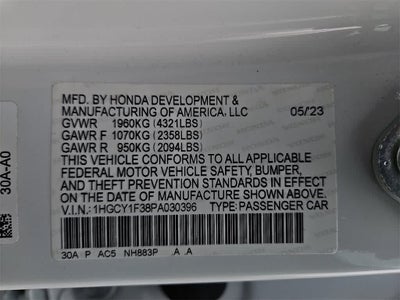 MFD. BY HONDA DEVELOPMENT &
MANUFACTURING OF AMERICA, LLC 05/23
GVWR 1960KG (4321LBS)
GAWR F 1070KG (2358LBS)
GAWR R 950KG (2094LBS)
THIS VEHICLE CONFORMS TO ALL APPLICABLE
FEDERAL MOTOR VEHICLE SAFETY, BUMPER,
AND THEFT PREVENTION STANDARDS IN EFFECT
ON THE DATE OF MANUFACTURE SHOWN ABOVE.
V.I.N.: 1HGCY1F38PA030396 TYPE: PASSENGER CAR
30A P AC5 NH883P A A
30A-A0